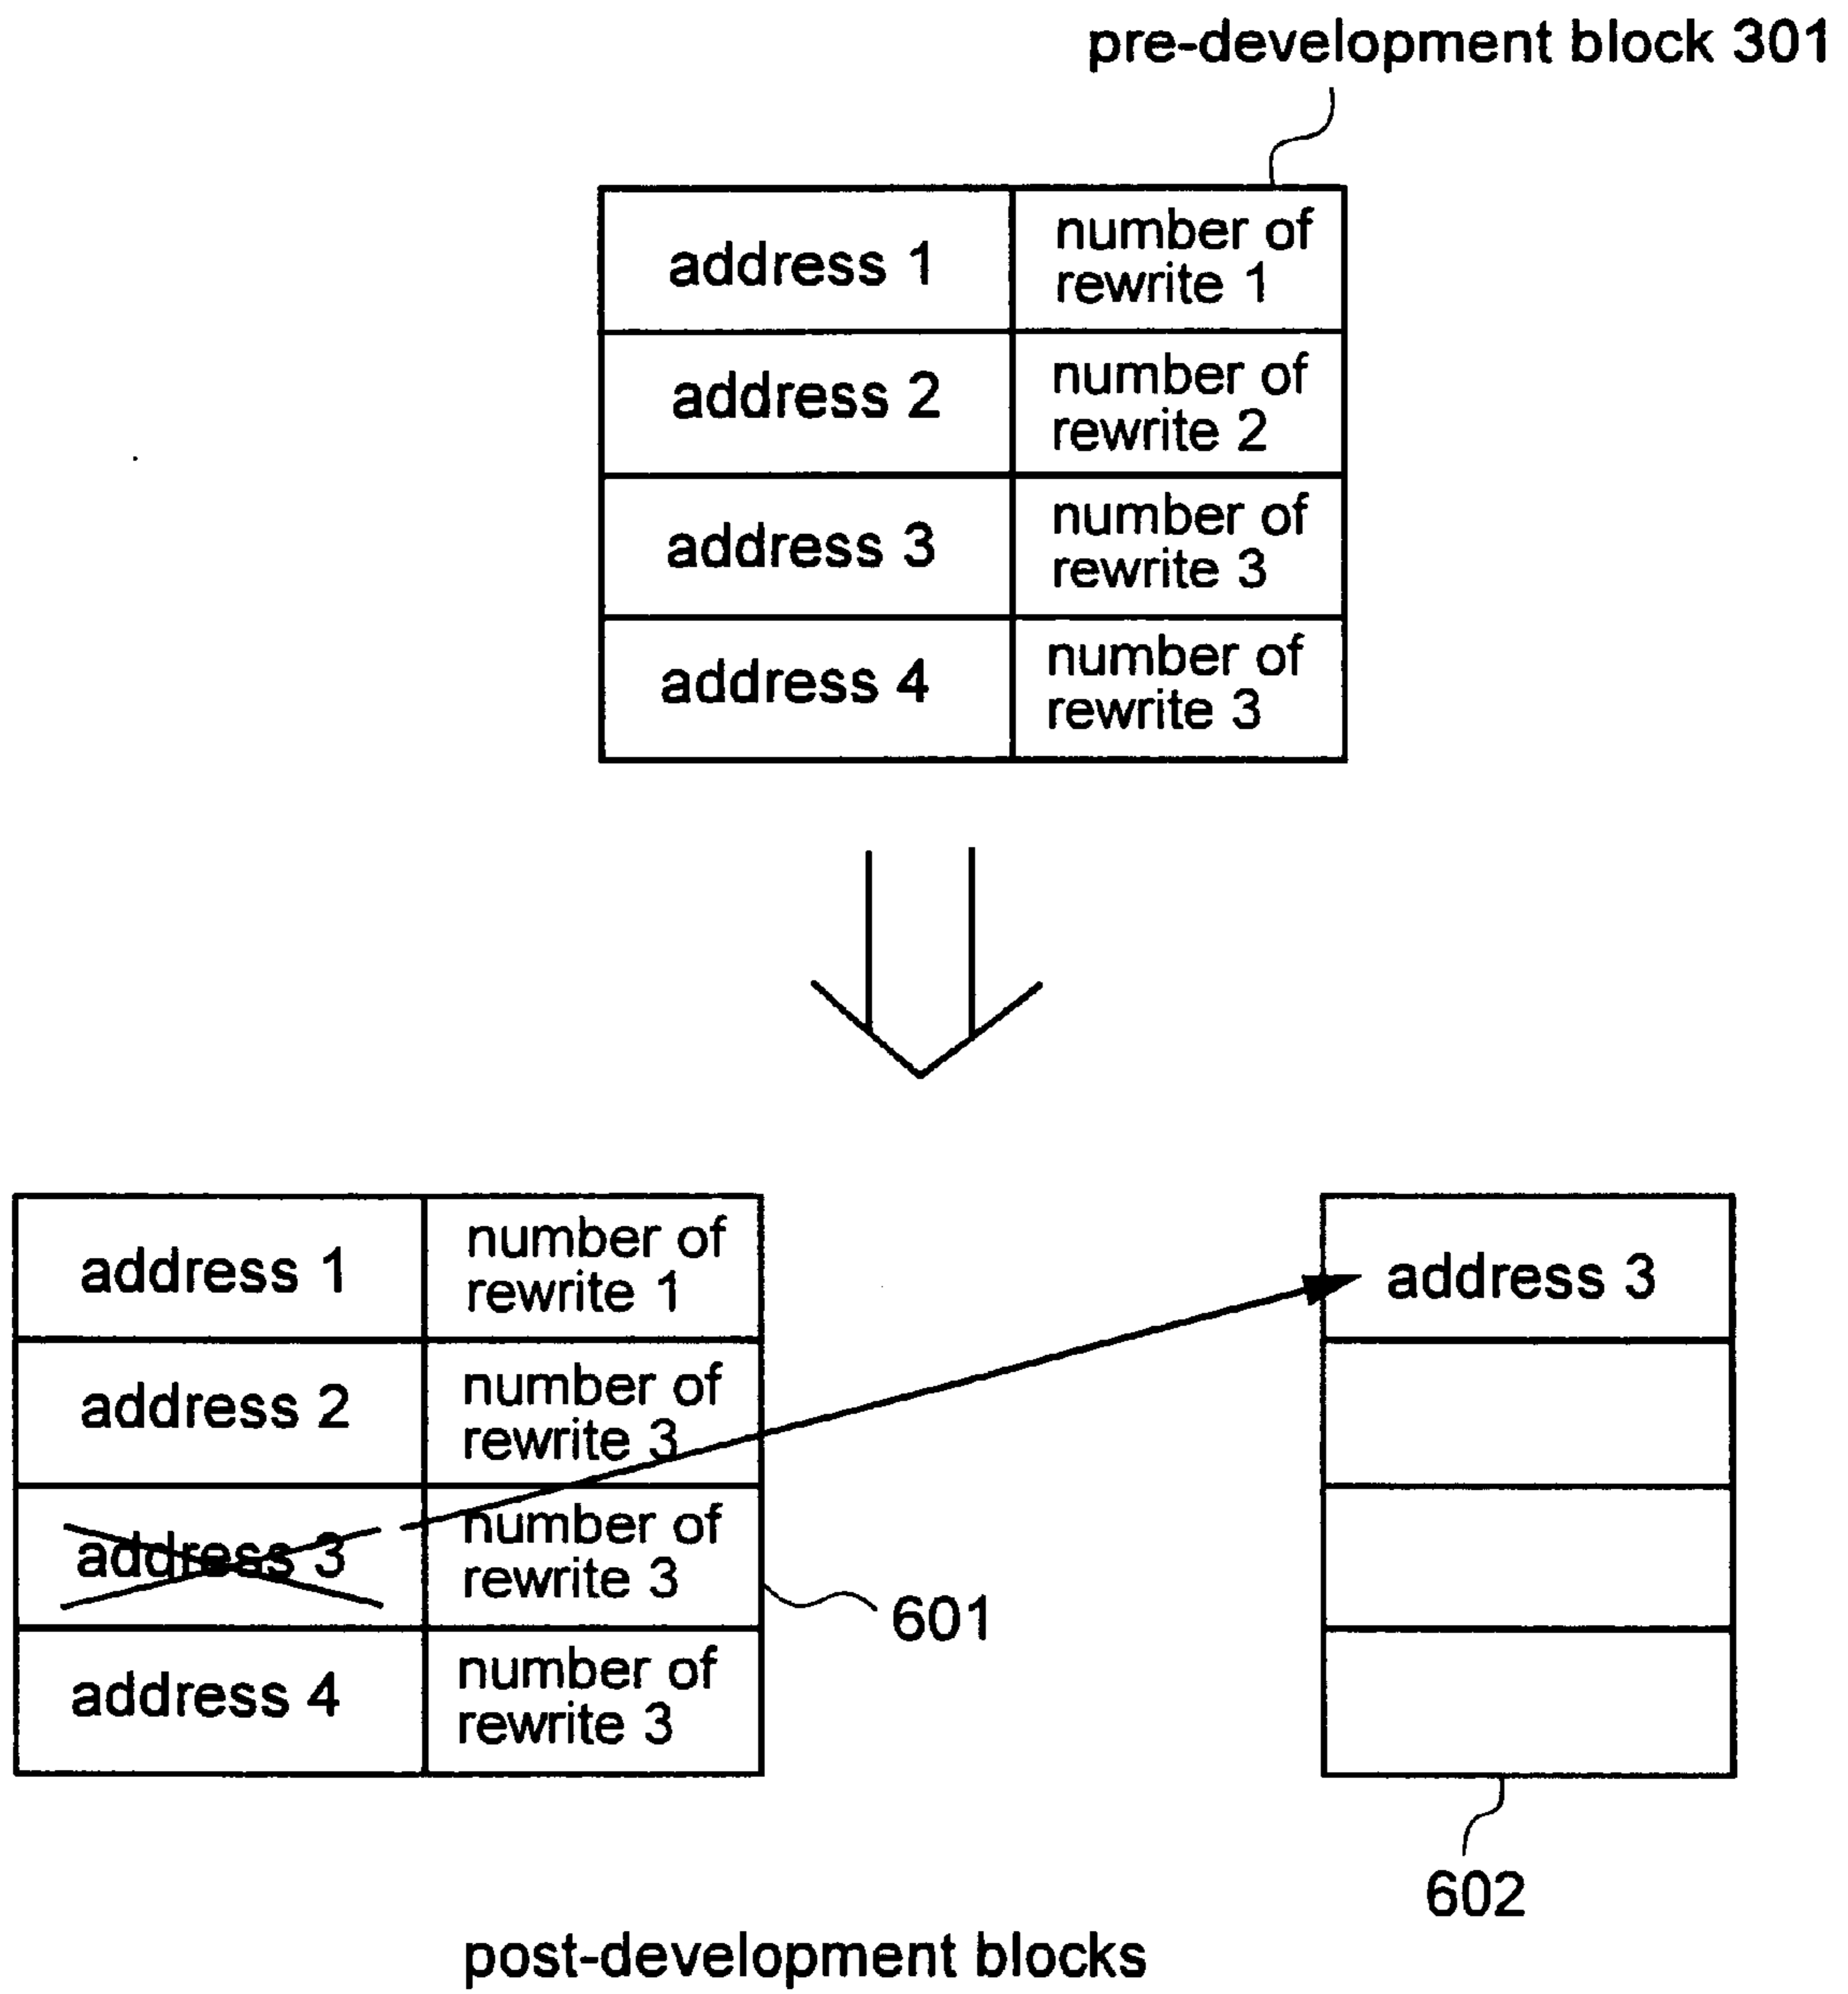 pre-development block 301
address 1
number of
rewrite 1
address 2
number of
rewrite 2
address 3
number of
rewrite 3
address 4
number of
rewrite 3
address 1
number of
rewrite 1
address 2
number of
rewrite 3
address 3
number of
rewrite 3
address 4
number of
rewrite 3
601
address 3
602
post-development blocks